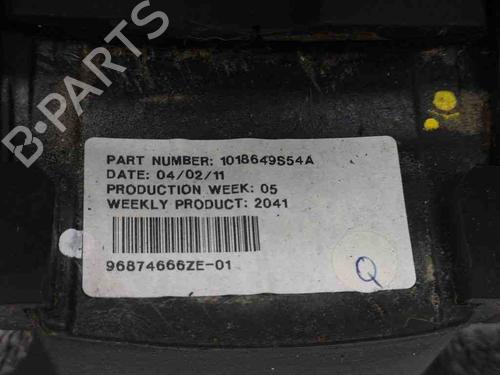 B-PARTS
PART NUMBER: 1018649S54A
DATE: 04/02/11
PRODUCTION WEEK: 05
WEEKLY PRODUCT: 2041
96874666ZE-01
Q